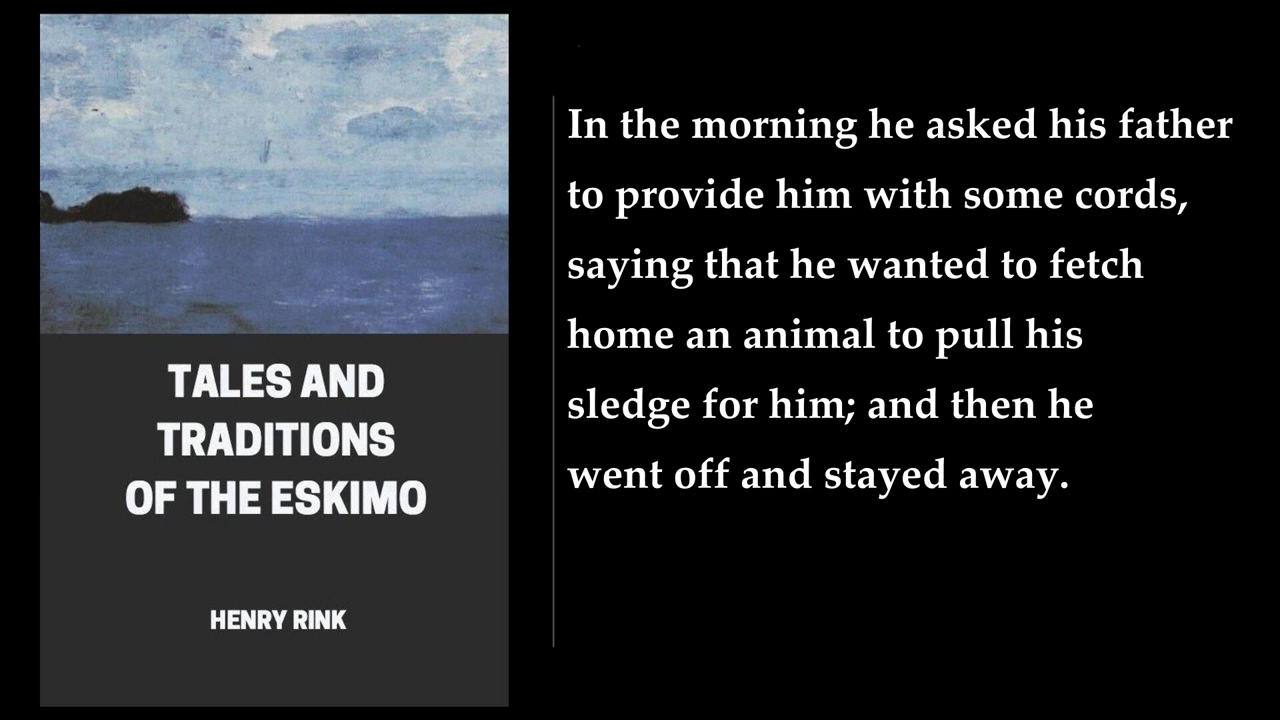 TALES AND
TRADITIONS
OF THE ESKIMO
HENRY RINK
In the morning he asked his father
to provide him with some cords,
saying that he wanted to fetch
home an animal to pull his
sledge for him; and then he
went off and stayed away.